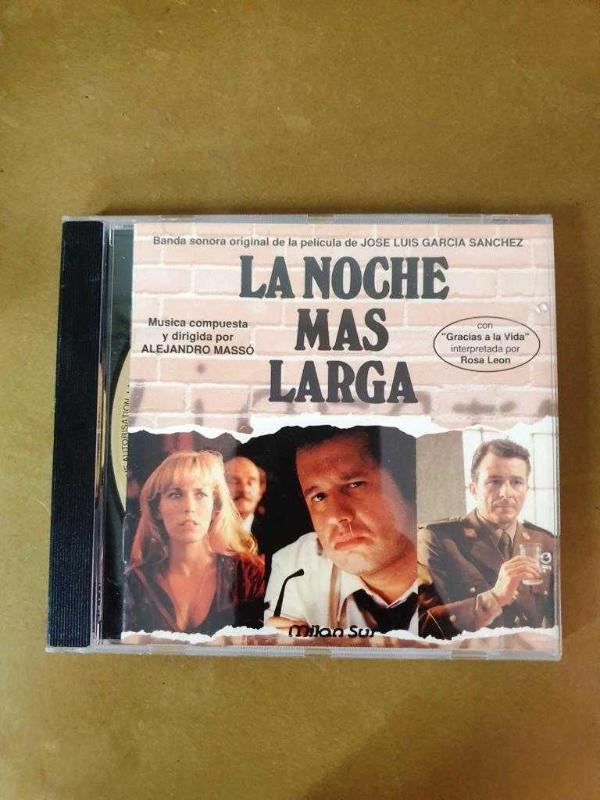 Banda sonora original de la película de JOSE LUIS GARCIA SANCHEZ
LA NOCHE
MAS
LARGA
Musica compuesta
y dirigida por
ALEJANDRO MASSÓ
con
"Gracias a la Vida"
interpretada por
Rosa Leon
Milan Sur
AUTORISATION